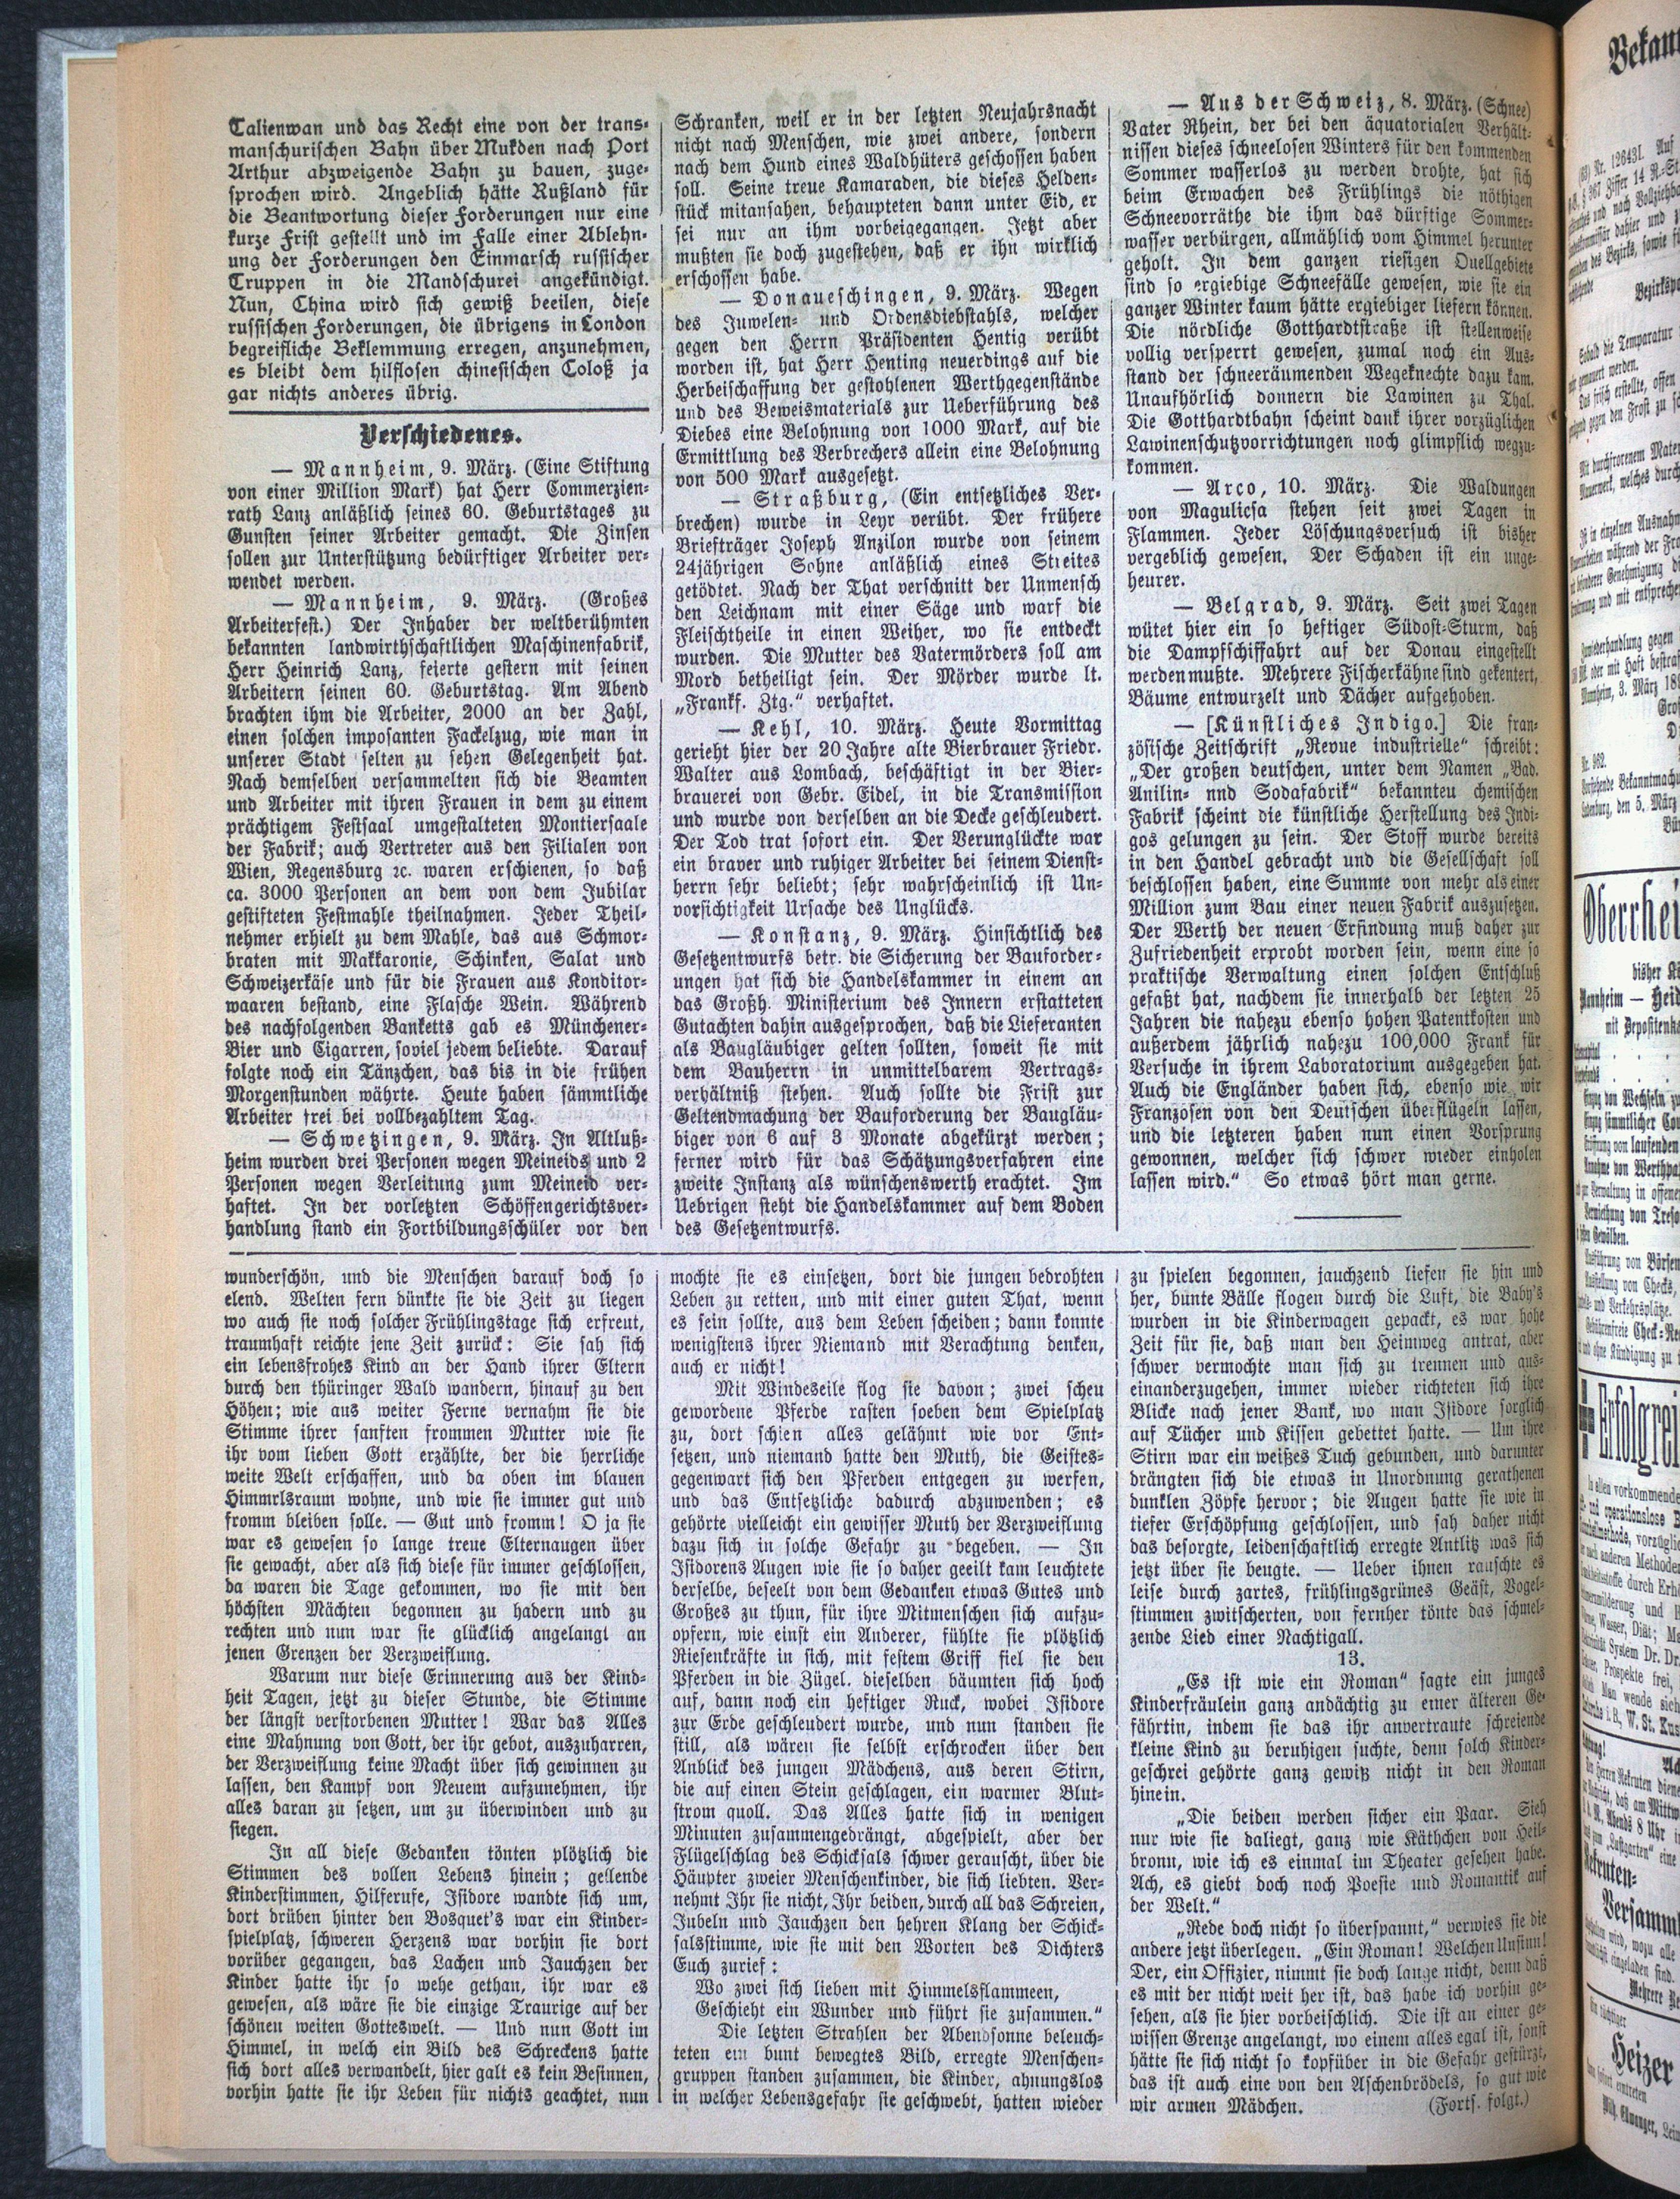 Talienwan und das Recht eine von der trans-
manschurischen Bahn über Mukden nach Port
Arthur abzweigende Bahn zu bauen, zuge-
sprochen wird. Angeblich hätte Rußland für
die Beantwortung dieser Forderungen nur eine
kurze Frist gestellt und im Falle einer Ablehn-
ung der Forderungen den Einmarsch russischer
Truppen in die Mandschurei angekündigt.
Nun, China wird sich gewiß beeilen, diese
russischen Forderungen, die übrigens in London
begreifliche Beklemmung erregen, anzunehmen,
es bleibt dem hilflosen chinesischen Coloß ja
gar nichts anderes übrig.
Verschiedenes.
— Mannheim, 9. März. (Eine Stiftung
von einer Million Mark) hat Herr Commerzien-
rath Lanz anläßlich seines 60. Geburtstages zu
Gunsten seiner Arbeiter gemacht. Die Zinsen
sollen zur Unterstützung bedürftiger Arbeiter ver-
wendet werden.
— Mannheim, 9. März. (Großes
Arbeiterfest.) Der Inhaber der weltberühmten
bekannten landwirthschaftlichen Maschinenfabrik,
Herr Heinrich Lanz, feierte gestern mit seinen
Arbeitern seinen 60. Geburtstag. Am Abend
brachten ihm die Arbeiter, 2000 an der Zahl,
einen solchen imposanten Fackelzug, wie man in
unserer Stadt selten zu sehen Gelegenheit hat.
Nach demselben versammelten sich die Beamten
und Arbeiter mit ihren Frauen in dem zu einem
prächtigem Festsaal umgestalteten Montiersaale
der Fabrik; auch Vertreter aus den Filialen von
Wien, Regensburg ꝛc. waren erschienen, so daß
ca. 3000 Personen an dem von dem Jubilar
gestifteten Festmahle theilnahmen. Jeder Theil-
nehmer erhielt zu dem Mahle, das aus Schmor-
braten mit Makkaronie, Schinken, Salat und
Schweizerkäse und für die Frauen aus Konditor-
waaren bestand, eine Flasche Wein. Während
des nachfolgenden Banketts gab es Münchener-
Bier und Cigarren, soviel jedem beliebte. Darauf
folgte noch ein Tänzchen, das bis in die frühen
Morgenstunden währte. Heute haben sämmtliche
Arbeiter frei bei vollbezahltem Tag.
— Schwetzingen, 9. März. In Altluß-
heim wurden drei Personen wegen Meineids und 2
Personen wegen Verleitung zum Meineid ver-
haftet. In der vorletzten Schöffengerichtsver-
handlung stand ein Fortbildungsschüler vor den
Schranken, weil er in der letzten Neujahrsnacht
nicht nach Menschen, wie zwei andere, sondern
nach dem Hund eines Waldhüters geschossen haben
soll. Seine treue Kamaraden, die dieses Helden-
stück mitansahen, behaupteten dann unter Eid, er
sei nur an ihm vorbeigegangen. Jetzt aber
mußten sie doch zugestehen, daß er ihn wirklich
erschossen habe.
— Donaueschingen, 9. März. Wegen
des Juwelen- und Ordensdiebstahls, welcher
gegen den Herrn Präsidenten Hentig verübt
worden ist, hat Herr Henting neuerdings auf die
Herbeischaffung der gestohlenen Werthgegenstände
und des Beweismaterials zur Ueberführung des
Diebes eine Belohnung von 1000 Mark, auf die
Ermittlung des Verbrechers allein eine Belohnung
von 500 Mark ausgesetzt.
— Straßburg, (Ein entsetzliches Ver-
brechen) wurde in Leyr verübt. Der frühere
Briefträger Joseph Anzilon wurde von seinem
24jährigen Sohne anläßlich eines Streites
getödtet. Nach der That verschnitt der Unmensch
den Leichnam mit einer Säge und warf die
Fleischtheile in einen Weiher, wo sie entdeckt
wurden. Die Mutter des Vatermörders soll am
Mord betheiligt sein. Der Mörder wurde lt.
„Frankf. Ztg.“ verhaftet.
— Kehl, 10. März. Heute Vormittag
gerieht hier der 20 Jahre alte Bierbrauer Friedr.
Walter aus Lombach, beschäftigt in der Bier-
brauerei von Gebr. Eidel, in die Transmission
und wurde von derselben an die Decke geschleudert.
Der Tod trat sofort ein. Der Verunglückte war
ein braver und ruhiger Arbeiter bei seinem Dienst-
herrn sehr beliebt; sehr wahrscheinlich ist Un-
vorsichtigkeit Ursache des Unglücks.
— Konstanz, 9. März. Hinsichtlich des
Gesetzentwurfs betr. die Sicherung der Bauforder-
ungen hat sich die Handelskammer in einem an
das Großh. Ministerium des Innern erstatteten
Gutachten dahin ausgesprochen, daß die Lieferanten
als Baugläubiger gelten sollten, soweit sie mit
dem Bauherrn in unmittelbarem Vertrags-
verhältniß stehen. Auch sollte die Frist zur
Geltendmachung der Bauforderung der Baugläu-
biger von 6 auf 3 Monate abgekürzt werden;
ferner wird für das Schätzungsverfahren eine
zweite Instanz als wünschenswerth erachtet. Im
Uebrigen steht die Handelskammer auf dem Boden
des Gesetzentwurfs.
— Aus der Schweiz, 8. März. (Schnee)
Vater Rhein, der bei den äquatorialen Verhält-
nissen dieses schneelosen Winters für den kommenden
Sommer wasserlos zu werden drohte, hat sich
beim Erwachen des Frühlings die nöthigen
Schneevorräthe die ihm das dürftige Sommer-
wasser verbürgen, allmählich vom Himmel herunter
geholt. In dem ganzen riesigen Quellgebiete
sind so ergiebige Schneefälle gewesen, wie sie ein
ganzer Winter kaum hätte ergiebiger liefern können.
Die nördliche Gotthardtstraße ist stellenweise
vollig versperrt gewesen, zumal noch ein Aus-
stand der schneeräumenden Wegeknechte dazu kam.
Unaufhörlich donnern die Lawinen zu Thal.
Die Gotthardtbahn scheint dank ihrer vorzüglichen
Lawinenschutzvorrichtungen noch glimpflich wegzu-
kommen.
— Arco, 10. März. Die Waldungen
von Magulicsa stehen seit zwei Tagen in
Flammen. Jeder Löschungsversuch ist bisher
vergeblich gewesen. Der Schaden ist ein unge-
heurer.
— Belgrad, 9. März. Seit zwei Tagen
wütet hier ein so heftiger Südost-Sturm, daß
die Dampfschiffahrt auf der Donau eingestellt
werden mußte. Mehrere Fischerkähne sind gekentert,
Bäume entwurzelt und Dächer aufgehoben.
— [Künstliches Indigo.] Die fran-
zösische Zeitschrift „Revue industrielle“ schreibt:
„Der großen deutschen, unter dem Namen „Bad.
Anilin- nnd Sodafabrik“ bekannteu chemischen
Fabrik scheint die künstliche Herstellung des Indi-
gos gelungen zu sein. Der Stoff wurde bereits
in den Handel gebracht und die Gesellschaft soll
beschlossen haben, eine Summe von mehr als einer
Million zum Bau einer neuen Fabrik auszusetzen.
Der Werth der neuen Erfindung muß daher zur
Zufriedenheit erprobt worden sein, wenn eine so
praktische Verwaltung einen solchen Entschluß
gefaßt hat, nachdem sie innerhalb der letzten 25
Jahren die nahezu ebenso hohen Patentkosten und
außerdem jährlich nahezu 100,000 Frank für
Versuche in ihrem Laboratorium ausgegeben hat.
Auch die Engländer haben sich, ebenso wie wir
Franzosen von den Deutschen überflügeln lassen,
und die letzteren haben nun einen Vorsprung
gewonnen, welcher sich schwer wieder einholen
lassen wird.“ So etwas hört man gerne.
wunderschön, und die Menschen darauf doch so
elend. Welten fern dünkte sie die Zeit zu liegen
wo auch sie noch solcher Frühlingstage sich erfreut,
traumhaft reichte jene Zeit zurück: Sie sah sich
ein lebensfrohes Kind an der Hand ihrer Eltern
durch den thüringer Wald wandern, hinauf zu den
Höhen; wie aus weiter Ferne vernahm sie die
Stimme ihrer sanften frommen Mutter wie sie
ihr vom lieben Gott erzählte, der die herrliche
weite Welt erschaffen, und da oben im blauen
Himmrlsraum wohne, und wie sie immer gut und
fromm bleiben solle. — Gut und fromm! O ja sie
war es gewesen so lange treue Elternaugen über
sie gewacht, aber als sich diese für immer geschlossen,
da waren die Tage gekommen, wo sie mit den
höchsten Mächten begonnen zu hadern und zu
rechten und nun war sie glücklich angelangt an
jenen Grenzen der Verzweiflung.
Warum nur diese Erinnerung aus der Kind-
heit Tagen, jetzt zu dieser Stunde, die Stimme
der längst verstorbenen Mutter! War das Alles
eine Mahnung von Gott, der ihr gebot, auszuharren,
der Verzweiflung keine Macht über sich gewinnen zu
lassen, den Kampf von Neuem aufzunehmen, ihr
alles daran zu setzen, um zu überwinden und zu
siegen.
In all diese Gedanken tönten plötzlich die
Stimmen des vollen Lebens hinein; gellende
Kinderstimmen, Hilferufe, Isidore wandte sich um,
dort drüben hinter den Bosquet's war ein Kinder-
spielplatz, schweren Herzens war vorhin sie dort
vorüber gegangen, das Lachen und Jauchzen der
Kinder hatte ihr so wehe gethan, ihr war es
gewesen, als wäre sie die einzige Traurige auf der
schönen weiten Gotteswelt. — Und nun Gott im
Himmel, in welch ein Bild des Schreckens hatte
sich dort alles verwandelt, hier galt es kein Besinnen,
vorhin hatte sie ihr Leben für nichts geachtet, nun
mochte sie es einsetzen, dort die jungen bedrohten
Leben zu retten, und mit einer guten That, wenn
es sein sollte, aus dem Leben scheiden; dann konnte
wenigstens ihrer Niemand mit Verachtung denken,
auch er nicht!
Mit Windeseile flog sie davon; zwei scheu
gewordene Pferde rasten soeben dem Spielplatz
zu, dort schien alles gelähmt wie vor Ent-
setzen, und niemand hatte den Muth, die Geistes-
gegenwart sich den Pferden entgegen zu werfen,
und das Entsetzliche dadurch abzuwenden; es
gehörte vielleicht ein gewisser Muth der Verzweiflung
dazu sich in solche Gefahr zu begeben. — In
Isidorens Augen wie sie so daher geeilt kam leuchtete
derselbe, beseelt von dem Gedanken etwas Gutes und
Großes zu thun, für ihre Mitmenschen sich aufzu-
opfern, wie einst ein Anderer, fühlte sie plötzlich
Riesenkräfte in sich, mit festem Griff fiel sie den
Pferden in die Zügel. dieselben bäumten sich hoch
auf, dann noch ein heftiger Ruck, wobei Isidore
zur Erde geschleudert wurde, und nun standen sie
still, als wären sie selbst erschrocken über den
Anblick des jungen Mädchens, aus deren Stirn,
die auf einen Stein geschlagen, ein warmer Blut-
strom quoll. Das Alles hatte sich in wenigen
Minuten zusammengedrängt, abgespielt, aber der
Flügelschlag des Schicksals schwer gerauscht, über die
Häupter zweier Menschenkinder, die sich liebten. Ver-
nehmt Ihr sie nicht, Ihr beiden, durch all das Schreien,
Jubeln und Jauchzen den hehren Klang der Schick-
salsstimme, wie sie mit den Worten des Dichters
Euch zurief:
Wo zwei sich lieben mit Himmelsflammeen,
Geschieht ein Wunder und führt sie zusammen.“
Die letzten Strahlen der Abendsonne beleuch-
teten ein bunt bewegtes Bild, erregte Menschen-
gruppen standen zusammen, die Kinder, ahnungslos
in welcher Lebensgefahr sie geschwebt, hatten wieder
zu spielen begonnen, jauchzend liefen sie hin und
her, bunte Bälle flogen durch die Luft, die Baby's
wurden in die Kinderwagen gepackt, es war hohe
Zeit für sie, daß man den Heimweg antrat, aber
schwer vermochte man sich zu trennen und aus-
einanderzugehen, immer wieder richteten sich ihre
Blicke nach jener Bank, wo man Isidore sorglich
auf Tücher und Kissen gebettet hatte. — Um ihre
Stirn war ein weißes Tuch gebunden, und darunter
drängten sich die etwas in Unordnung gerathenen
dunklen Zöpfe hervor; die Augen hatte sie wie in
tiefer Erschöpfung geschlossen, und sah daher nicht
das besorgte, leidenschaftlich erregte Antlitz was sich
jetzt über sie beugte. — Ueber ihnen rauschte es
leise durch zartes, frühlingsgrünes Geäst, Vogel-
stimmen zwitscherten, von fernher tönte das schmel-
zende Lied einer Nachtigall.
13.
„Es ist wie ein Roman“ sagte ein junges
Kinderfräulein ganz andächtig zu einer älteren Ge-
fährtin, indem sie das ihr anvertraute schreiende
kleine Kind zu beruhigen suchte, denn solch Kinder-
geschrei gehörte ganz gewiß nicht in den Roman
hinein.
„Die beiden werden sicher ein Paar. Sieh
nur wie sie daliegt, ganz wie Käthchen von Heil-
bronn, wie ich es einmal im Theater gesehen habe.
Ach, es giebt doch noch Poesie und Romantik auf
der Welt.“
„Rede doch nicht so überspannt,“ verwies sie die
andere jetzt überlegen. „Ein Roman! Welchen Unsinn!
Der, ein Offizier, nimmt sie doch lange nicht, denn daß
es mit der nicht weit her ist, das habe ich vorhin ge-
sehen, als sie hier vorbeischlich. Die ist an einer ge-
wissen Grenze angelangt, wo einem alles egal ist, sonst
hätte sie sich nicht so kopfüber in die Gefahr gestürzt,
das ist auch eine von den Aschenbrödels, so gut wie
wir armen Mädchen. (Forts. folgt.)